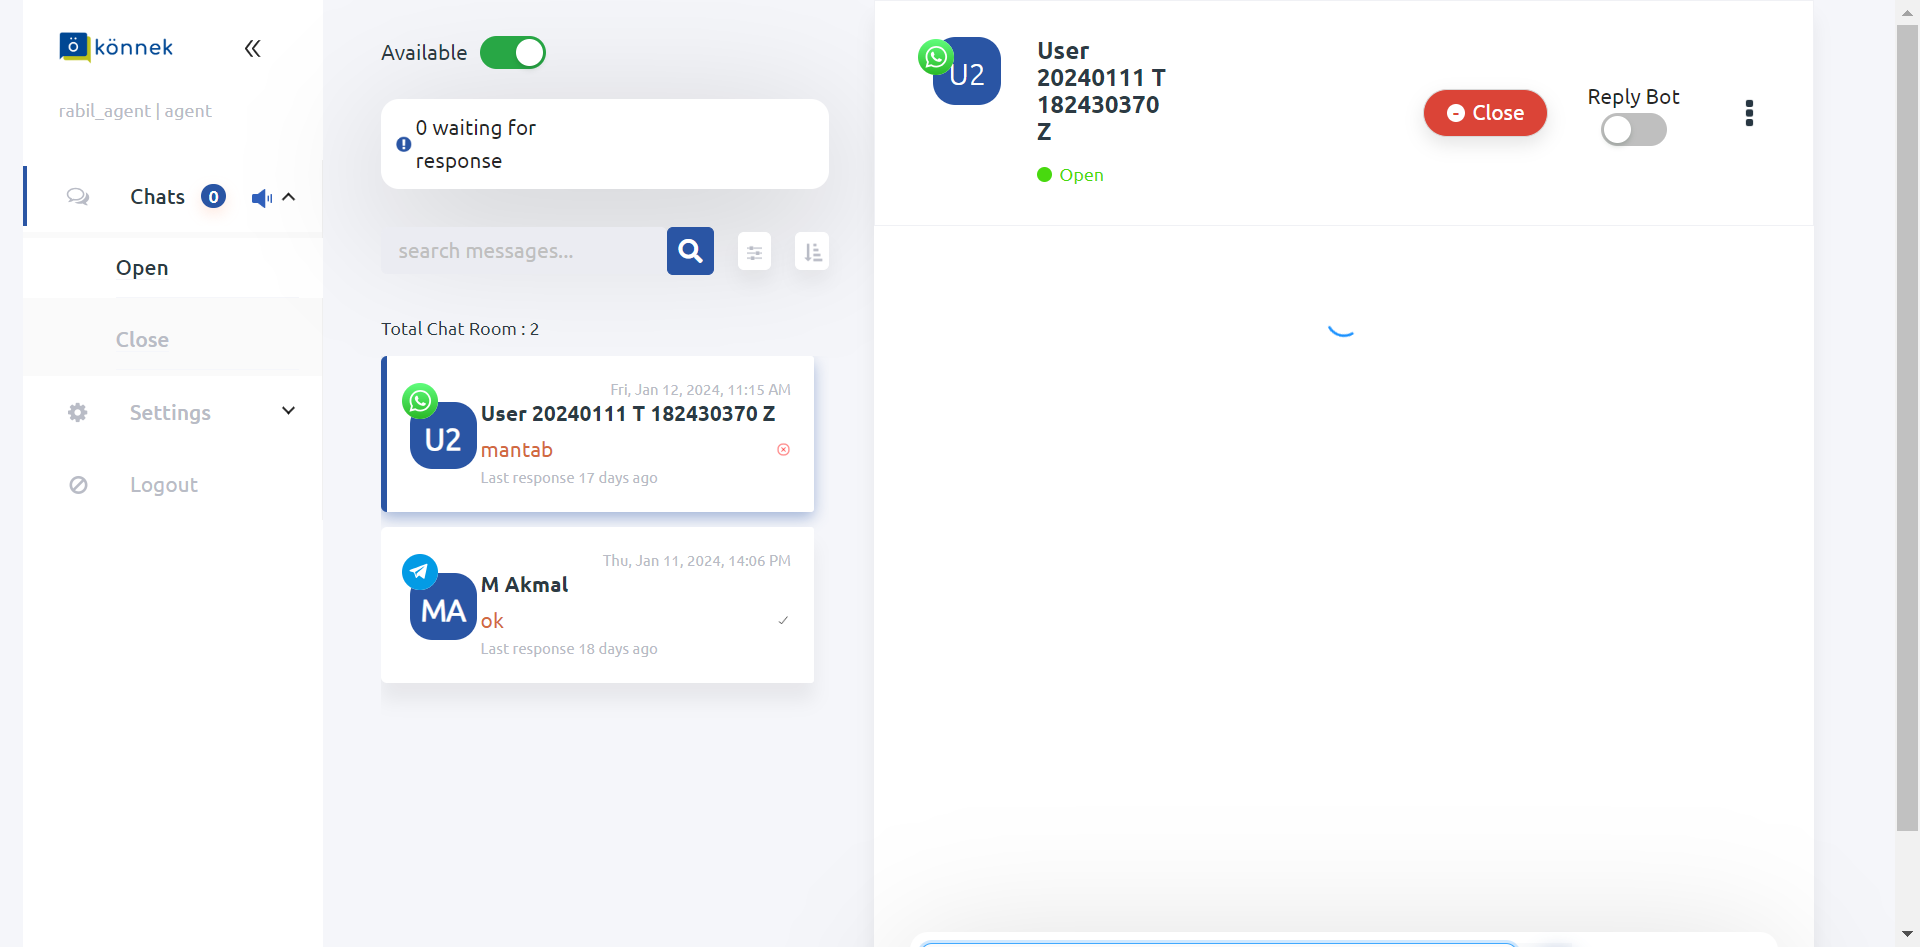 ö könnek
rabil_agent | agent
Chats 0
Open
Close
Settings
Logout
Available
0 waiting for
response
search messages...
Total Chat Room : 2
Fri, Jan 12, 2024, 11:15 AM
U2
User 20240111 T 182430370 Z
mantab
Last response 17 days ago
Thu, Jan 11, 2024, 14:06 PM
MA
M Akmal
ok
Last response 18 days ago
U2
User
20240111 T
182430370
Z
Open
Close
Reply Bot